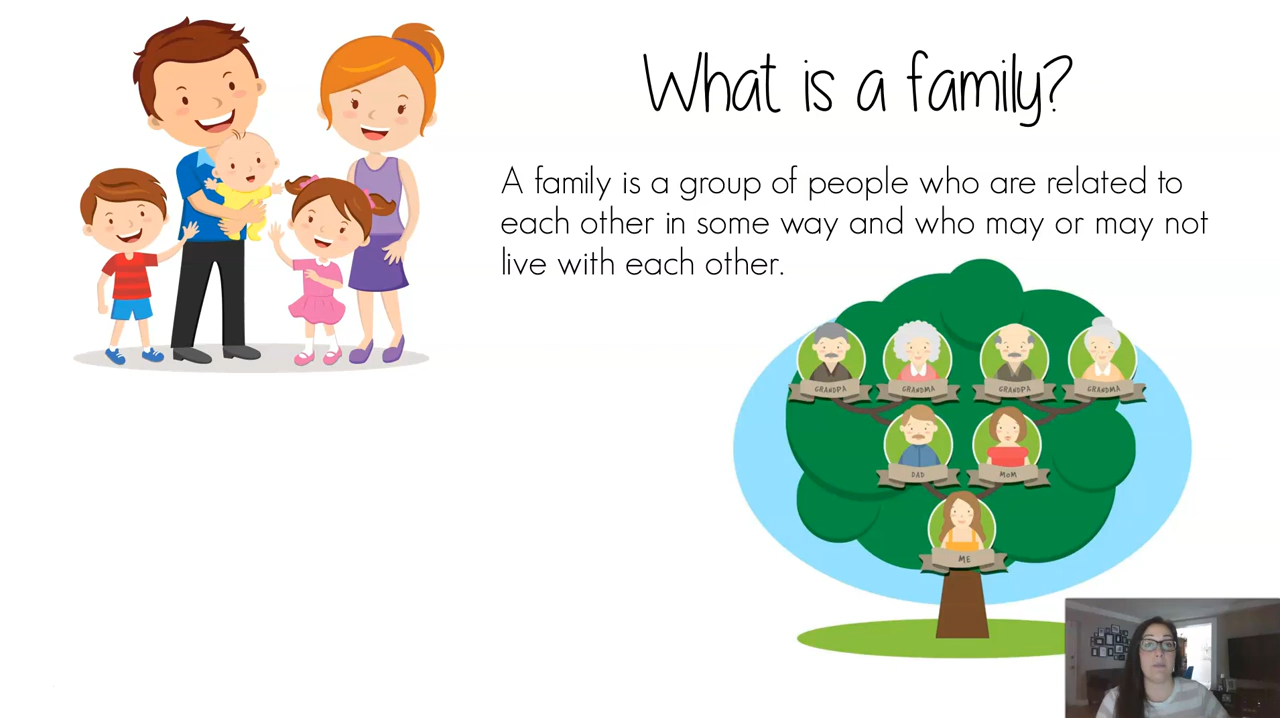 What is a family?
A family is a group of people who are related to
each other in some way and who may or may not
live with each other.
GRANDPA GRANDMA GRANDPA GRANDMA
DAD MOM
ME